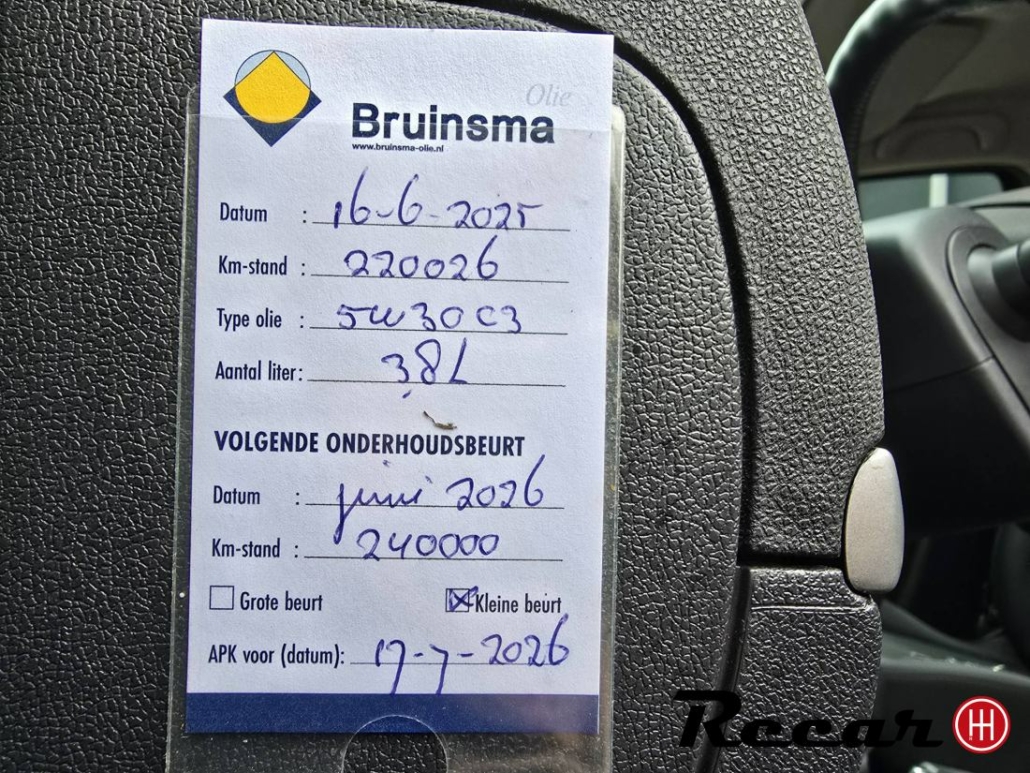 Olie
Bruinsma
www.bruinsma-olie.nl
Datum : 16-6-2025
Km-stand : 220026
Type olie : 5W30 C3
Aantal liter: 3,8L
VOLGENDE ONDERHOUDSBEURT
Datum : juni 2026
Km-stand : 240000
Grote beurt Kleine beurt
APK voor (datum): 17-7-2026
Recar